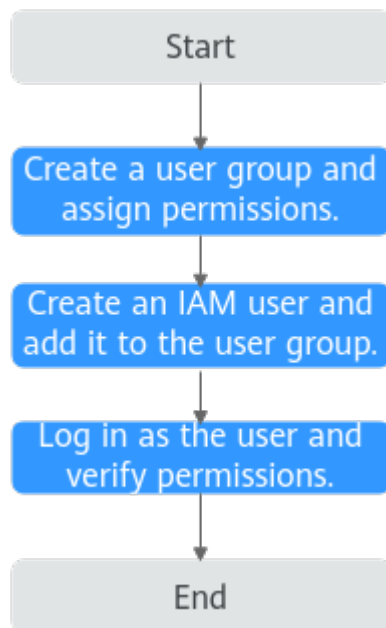 Start
Create a user group and
assign permissions.
Create an IAM user and
add it to the user group.
Log in as the user and
verify permissions.
End